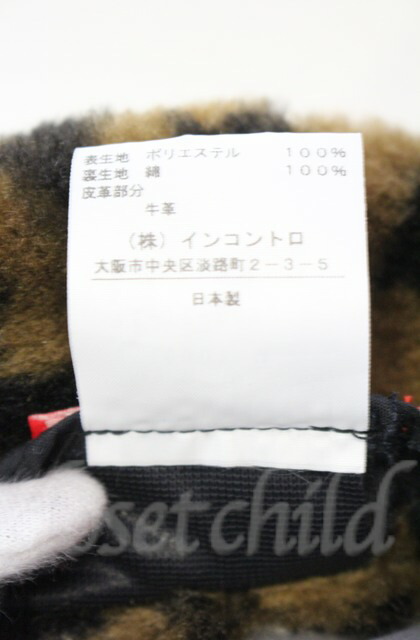 表生地 ポリエステル 100%
裏生地 綿 100%
皮革部分
牛革
(株)インコントロ
大阪市中央区淡路町2-3-5
日本製
oset child